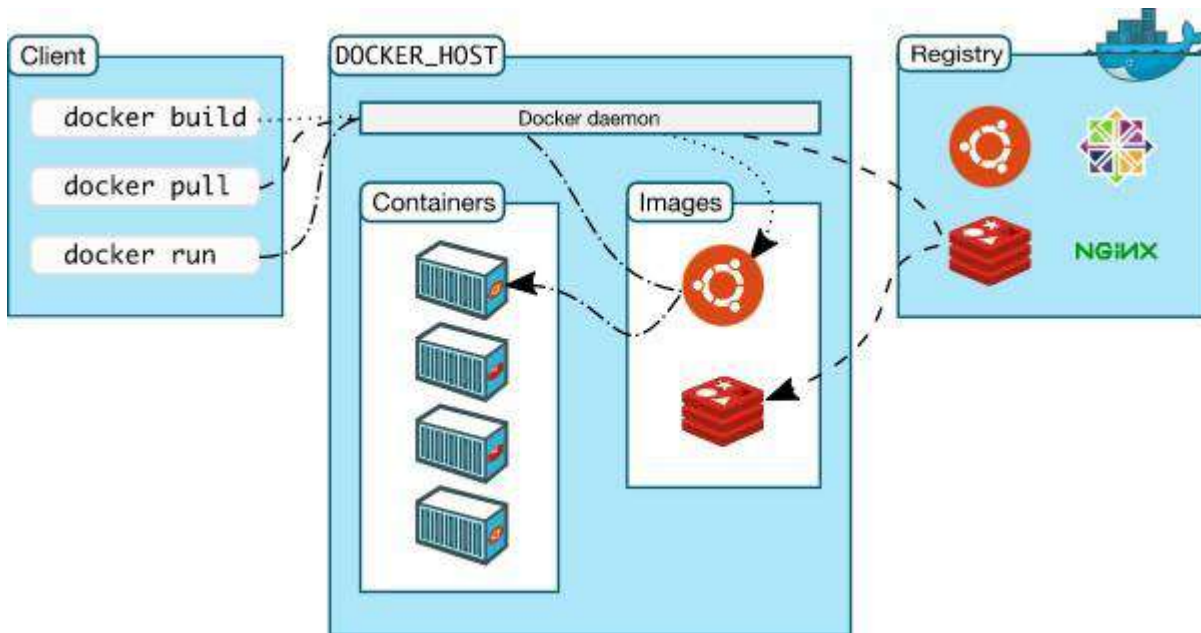 Client
docker build
docker pull
docker run
DOCKER_HOST
Docker daemon
Containers
Images
Registry
NGiNX